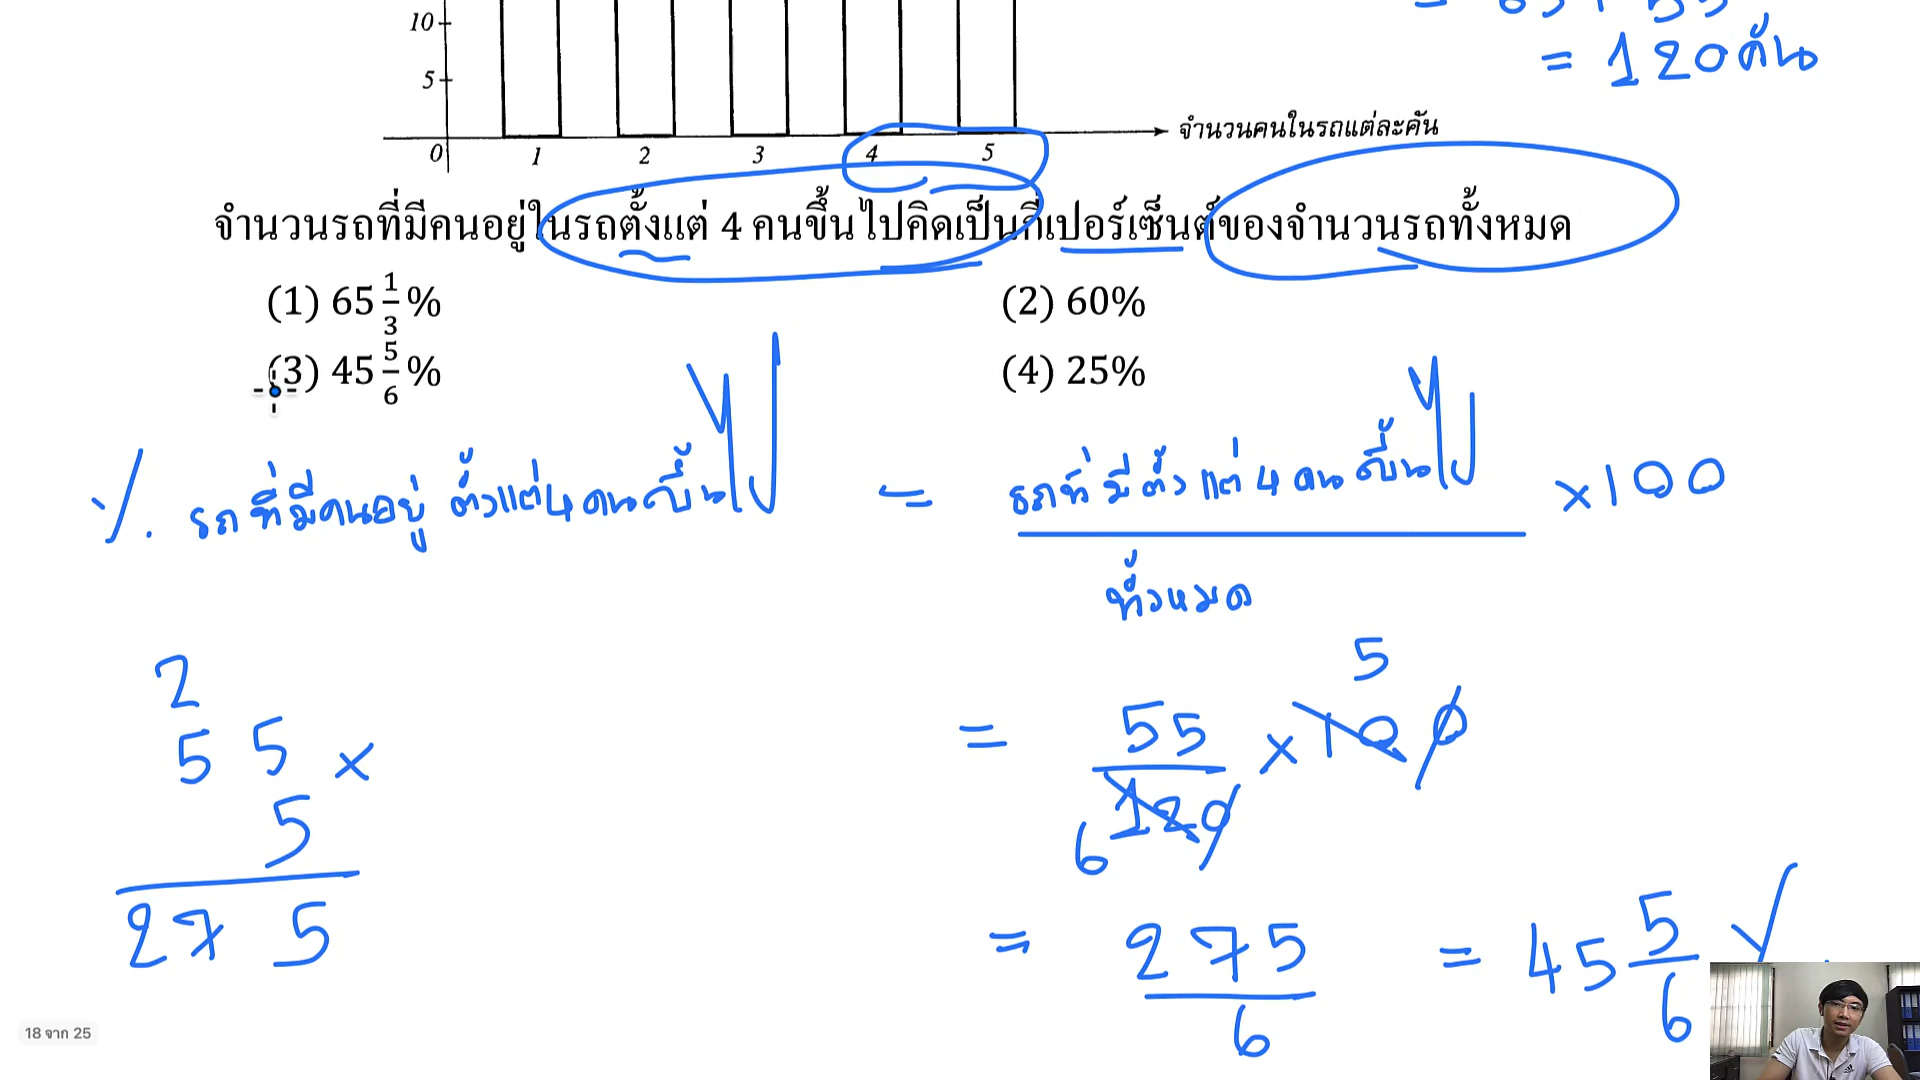 10
5
= 120 คัน
จำนวนคนในรถแต่ละคัน
0 1 2 3 4 5
จำนวนรถที่มีคนอยู่ในรถตั้งแต่ 4 คนขึ้นไปคิดเป็นกี่เปอร์เซ็นต์ของจำนวนรถทั้งหมด
(1) 65 1/3 % (2) 60%
(3) 45 5/6 % (4) 25%
% รถที่มีคนอยู่ ตั้งแต่ 4 คนขึ้นไป = รถที่มีตั้งแต่ 4 คนขึ้นไป × 100
ทั้งหมด
2
5 5 ×
5
2 7 5
5
= 55 × 100
6 120
= 275 = 45 5/6
6
18 จาก 25